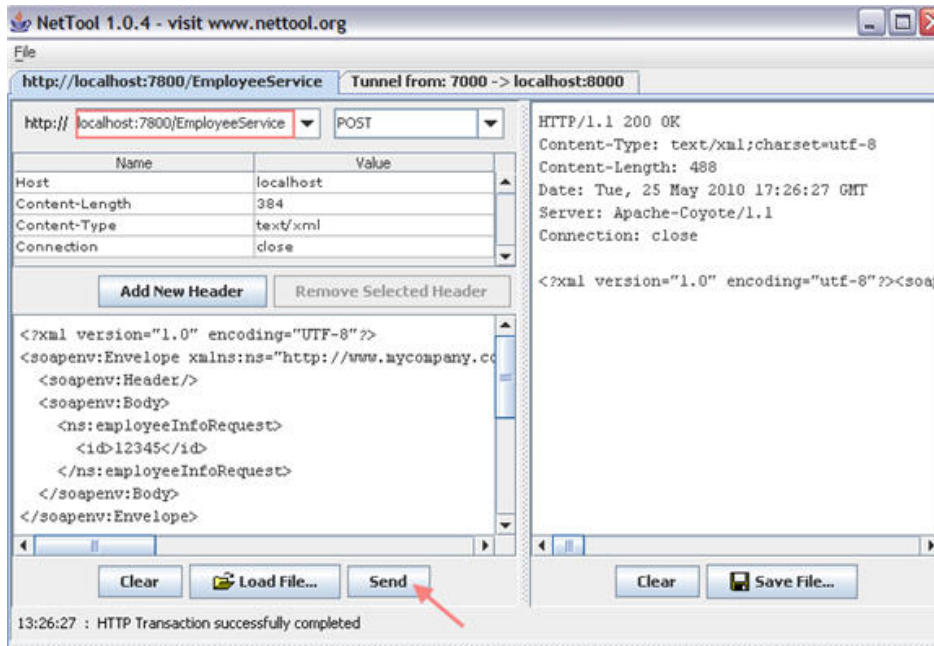 NetTool 1.0.4 - visit www.nettool.org
File
http://localhost:7800/EmployeeService
Tunnel from: 7000 -> localhost:8000
http:// localhost:7800/EmployeeService POST
Name Value
Host localhost
Content-Length 384
Content-Type text/xml
Connection close
Add New Header Remove Selected Header
<?xml version="1.0" encoding="UTF-8"?>
<soapenv:Envelope xmlns:ns="http://www.mycompany.co
<soapenv:Header/>
<soapenv:Body>
<ns:employeeInfoRequest>
<id>12345</id>
</ns:employeeInfoRequest>
</soapenv:Body>
</soapenv:Envelope>
Clear Load File... Send
HTTP/1.1 200 OK
Content-Type: text/xml;charset=utf-8
Content-Length: 488
Date: Tue, 25 May 2010 17:26:27 GMT
Server: Apache-Coyote/1.1
Connection: close
<?xml version="1.0" encoding="utf-8"?><soa
Clear Save File...
13:26:27 : HTTP Transaction successfully completed